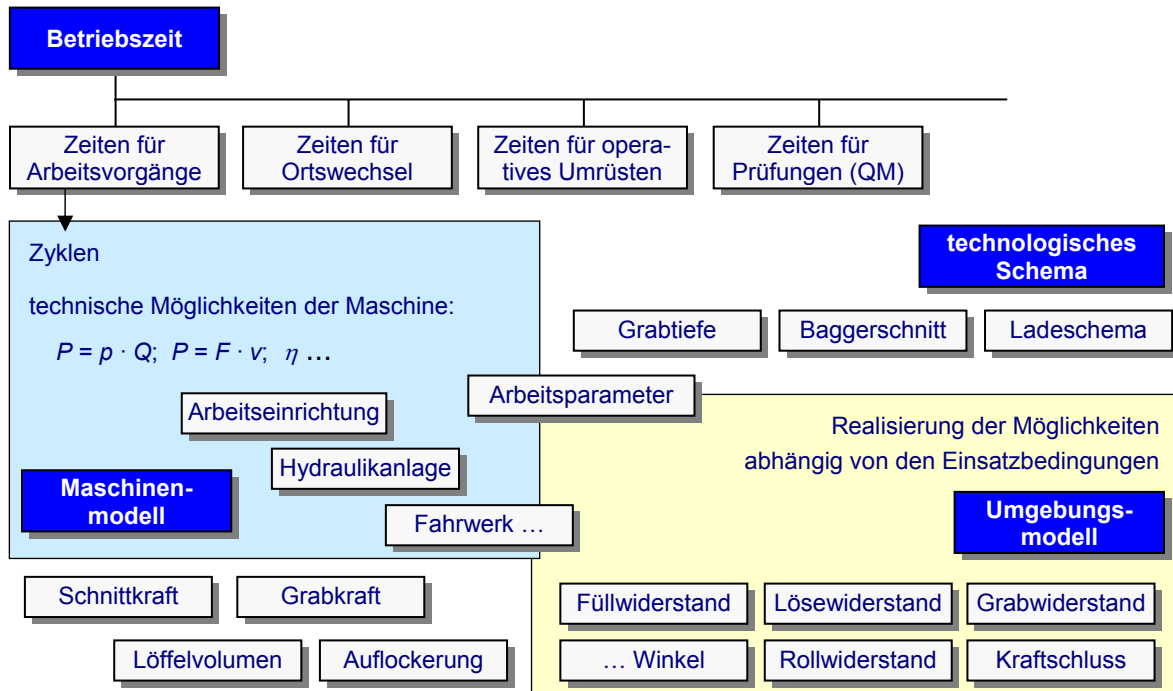 Betriebszeit
Zeiten für
Arbeitsvorgänge
Zeiten für
Ortswechsel
Zeiten für opera-
tives Umrüsten
Zeiten für
Prüfungen (QM)
Zyklen
technische Möglichkeiten der Maschine:
P = p · Q; P = F · v; η …
Arbeitseinrichtung
Hydraulikanlage
Maschinen-
modell
Fahrwerk …
Arbeitsparameter
technologisches
Schema
Grabtiefe
Baggerschnitt
Ladeschema
Realisierung der Möglichkeiten
abhängig von den Einsatzbedingungen
Umgebungs-
modell
Schnittkraft
Grabkraft
Löffelvolumen
Auflockerung
Füllwiderstand
Lösewiderstand
Grabwiderstand
… Winkel
Rollwiderstand
Kraftschluss